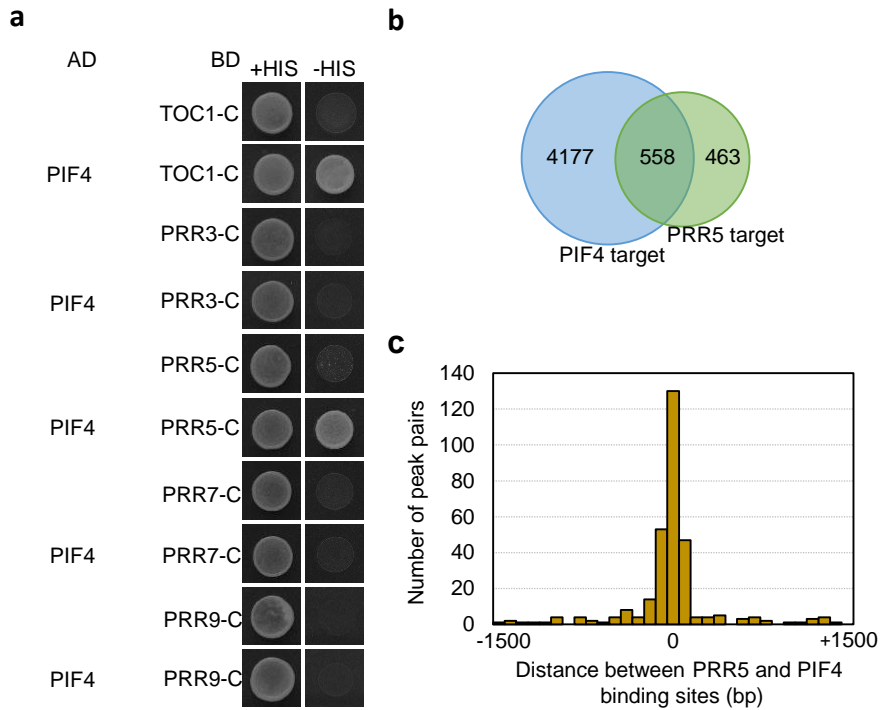 a
AD BD +HIS -HIS
TOC1-C
PIF4 TOC1-C
PRR3-C
PIF4 PRR3-C
PRR5-C
PIF4 PRR5-C
PRR7-C
PIF4 PRR7-C
PRR9-C
PIF4 PRR9-C
b
4177 558 463
PRR5 target
PIF4 target
c
140
120
100
80
60
40
20
0
Number of peak pairs
-1500 0 +1500
Distance between PRR5 and PIF4
binding sites (bp)